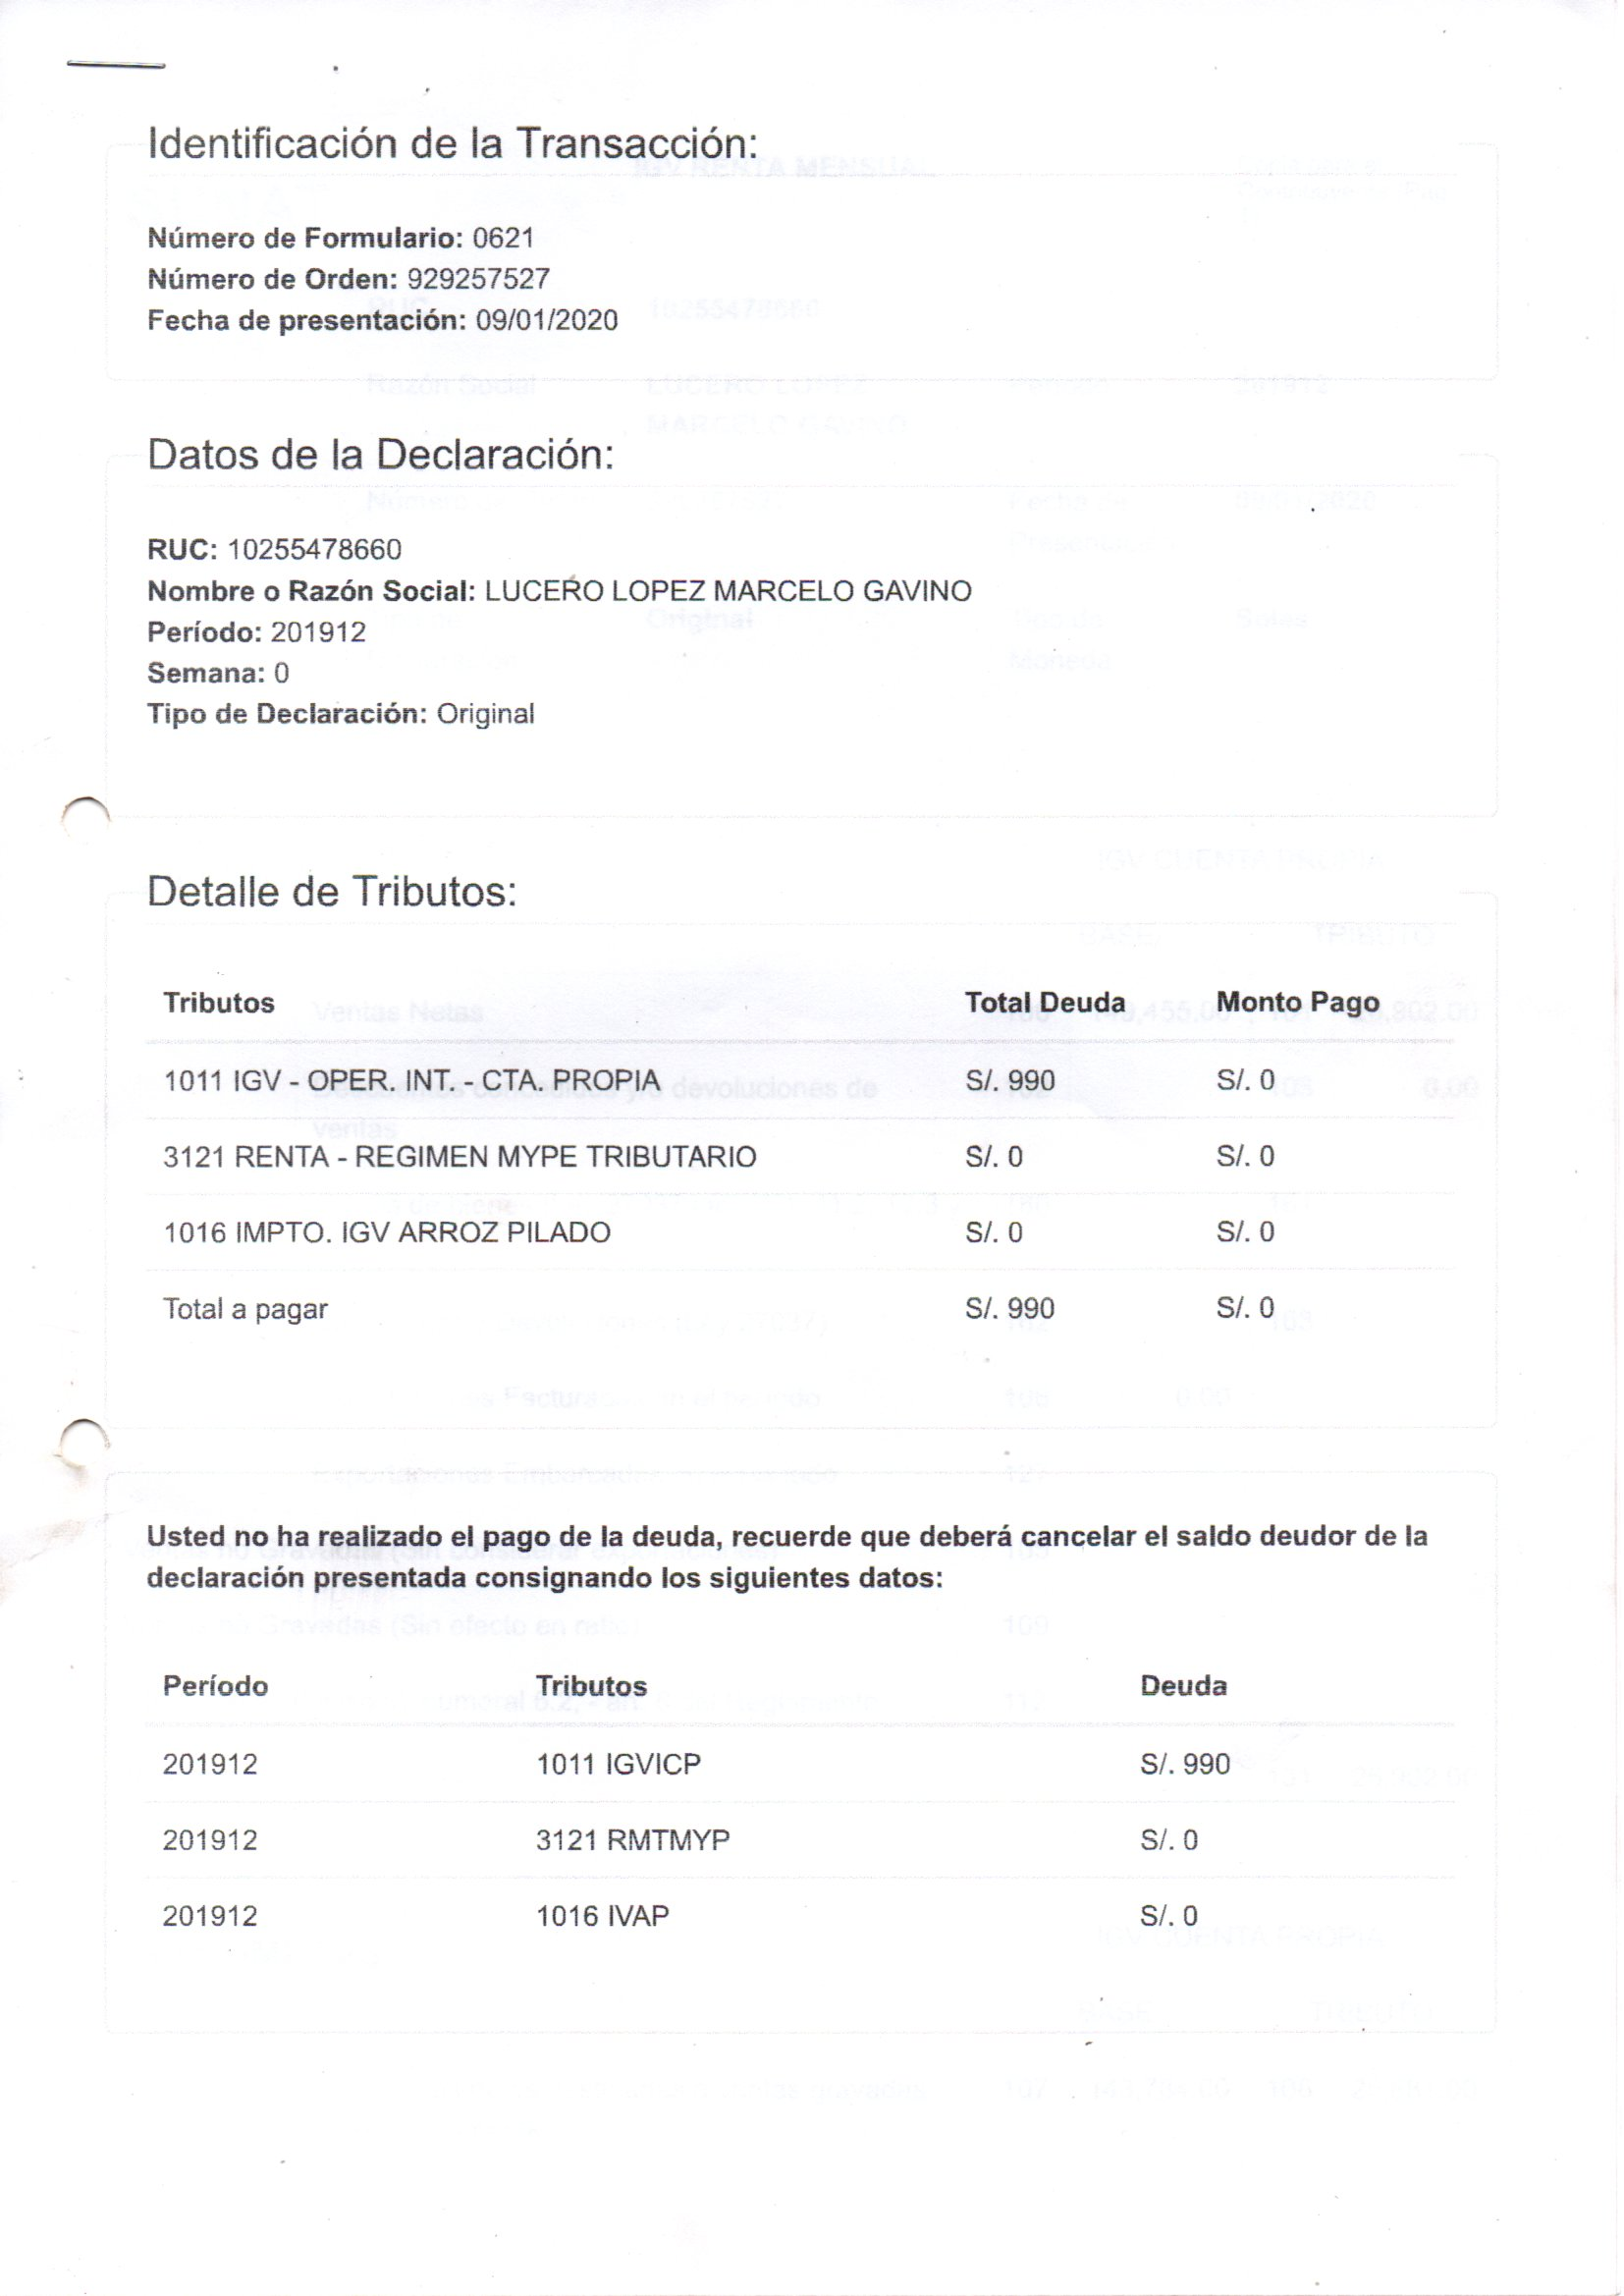 Identificación de la Transacción:
Número de Formulario: 0621
Número de Orden: 929257527
Fecha de presentación: 09/01/2020
Datos de la Declaración:
RUC: 10255478660
Nombre o Razón Social: LUCERO LOPEZ MARCELO GAVINO
Período: 201912
Semana: 0
Tipo de Declaración: Original
Detalle de Tributos:
Tributos Total Deuda Monto Pago
1011 IGV - OPER. INT. - CTA. PROPIA S/. 990 S/. 0
3121 RENTA - REGIMEN MYPE TRIBUTARIO S/. 0 S/. 0
1016 IMPTO. IGV ARROZ PILADO S/. 0 S/. 0
Total a pagar S/. 990 S/. 0
Usted no ha realizado el pago de la deuda, recuerde que deberá cancelar el saldo deudor de la
declaración presentada consignando los siguientes datos:
Período Tributos Deuda
201912 1011 IGVICP S/. 990
201912 3121 RMTMYP S/. 0
201912 1016 IVAP S/. 0